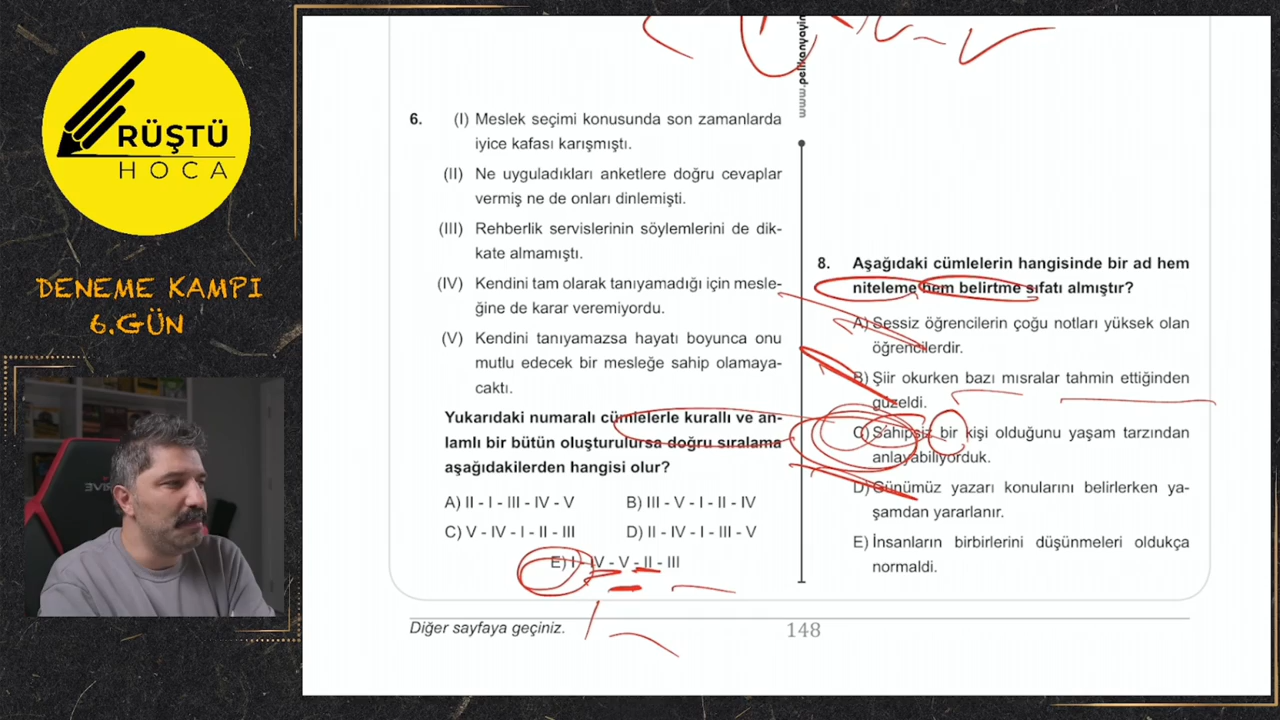 RÜŞTÜ
HOCA
DENEME KAMPI
6.GÜN
6. (I) Meslek seçimi konusunda son zamanlarda
iyice kafası karışmıştı.
(II) Ne uyguladıkları anketlere doğru cevaplar
vermiş ne de onları dinlemişti.
(III) Rehberlik servislerinin söylemlerini de dik-
kate almamıştı.
(IV) Kendini tam olarak tanıyamadığı için mesle-
ğine de karar veremiyordu.
(V) Kendini tanıyamazsa hayatı boyunca onu
mutlu edecek bir mesleğe sahip olamaya-
caktı.
Yukarıdaki numaralı cümlelerle kurallı ve an-
lamlı bir bütün oluşturulursa doğru sıralama
aşağıdakilerden hangisi olur?
A) II - I - III - IV - V
B) III - V - I - II - IV
C) V - IV - I - II - III
D) II - IV - I - III - V
E) I - IV - V - II - III
www.pelikanyayin
8. Aşağıdaki cümlelerin hangisinde bir ad hem
niteleme hem belirtme sıfatı almıştır?
A) Sessiz öğrencilerin çoğu notları yüksek olan
öğrencilerdir.
B) Şiir okurken bazı mısralar tahmin ettiğinden
güzeldi.
C) Sahipsiz bir kişi olduğunu yaşam tarzından
anlayabiliyorduk.
D) Günümüz yazarı konularını belirlerken ya-
şamdan yararlanır.
E) İnsanların birbirlerini düşünmeleri oldukça
normaldi.
Diğer sayfaya geçiniz.
148